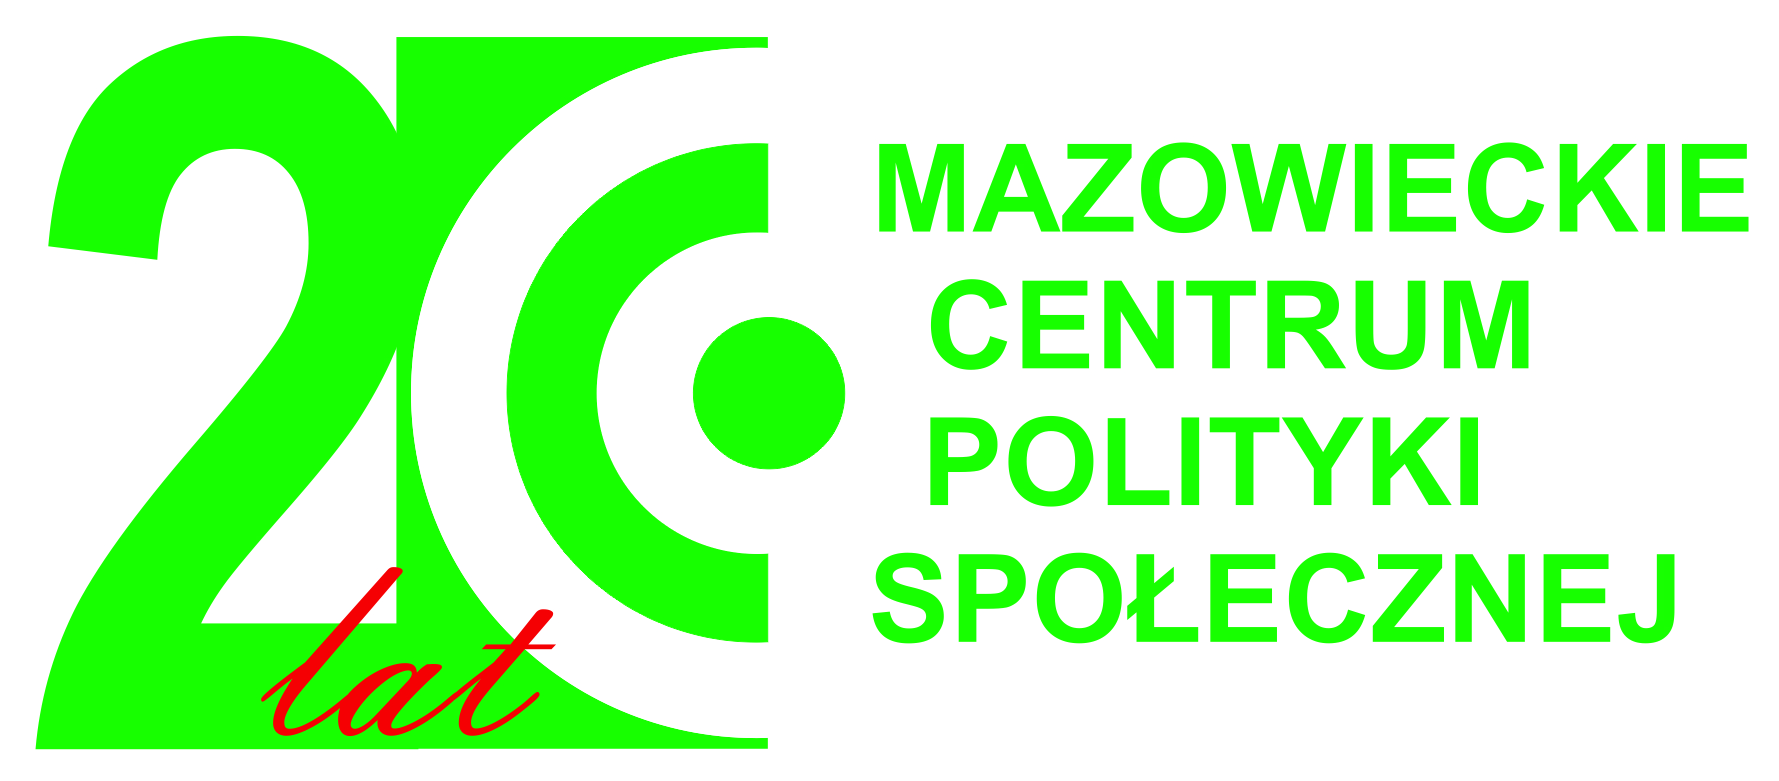 20
lat
MAZOWIECKIE
CENTRUM
POLITYKI
SPOŁECZNEJ